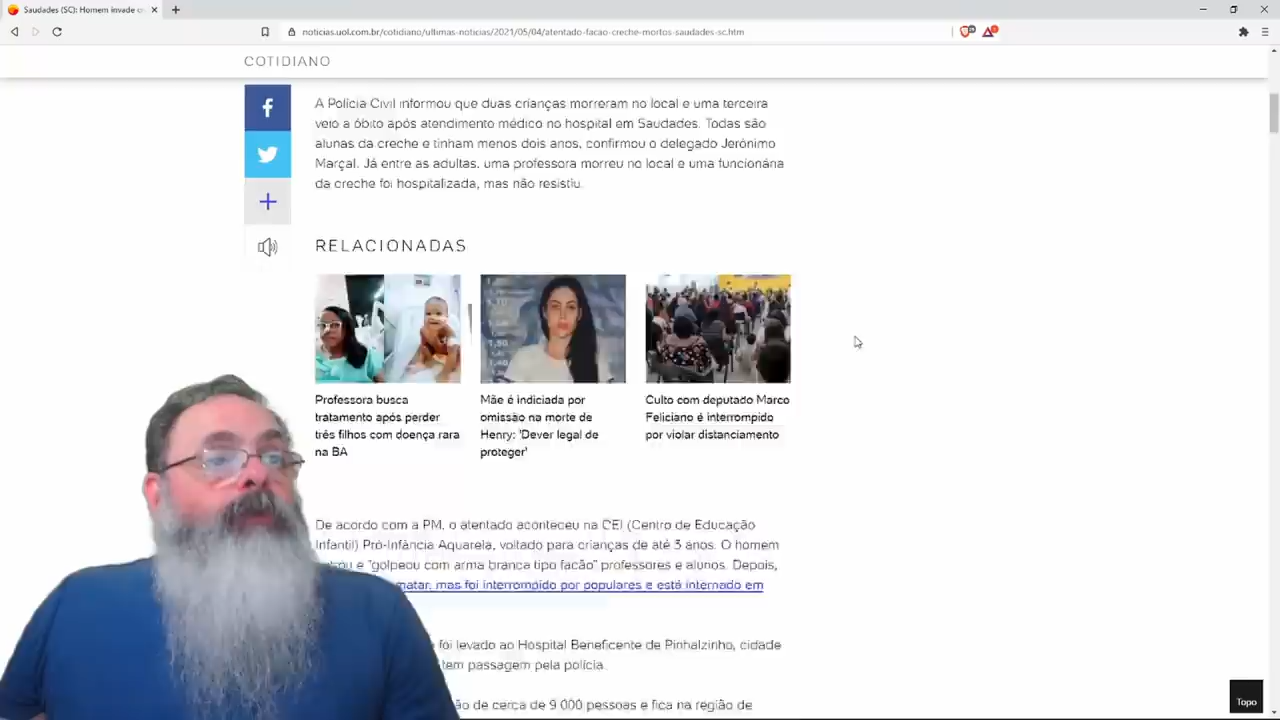 Saudades (SC): Homem invade cr
noticias.uol.com.br/cotidiano/ultimas-noticias/2021/05/04/atentado-facao-creche-mortos-saudades-sc.htm
COTIDIANO
A Polícia Civil informou que duas crianças morreram no local e uma terceira
veio a óbito após atendimento médico no hospital em Saudades. Todas são
alunas da creche e tinham menos dois anos, confirmou o delegado Jerônimo
Marçal. Já entre as adultas, uma professora morreu no local e uma funcionária
da creche foi hospitalizada, mas não resistiu.
RELACIONADAS
Professora busca
tratamento após perder
três filhos com doença rara
na BA
Mãe é indiciada por
omissão na morte de
Henry: 'Dever legal de
proteger'
Culto com deputado Marco
Feliciano é interrompido
por violar distanciamento
De acordo com a PM, o atentado aconteceu na CEI (Centro de Educação
Infantil) Pró-Infância Aquarela, voltado para crianças de até 3 anos. O homem
e "golpeou com arma branca tipo facão" professores e alunos. Depois,
matar, mas foi interrompido por populares e está internado em
foi levado ao Hospital Beneficente de Pinhalzinho, cidade
tem passagem pela polícia.
de cerca de 9.000 pessoas e fica na região de
Topo